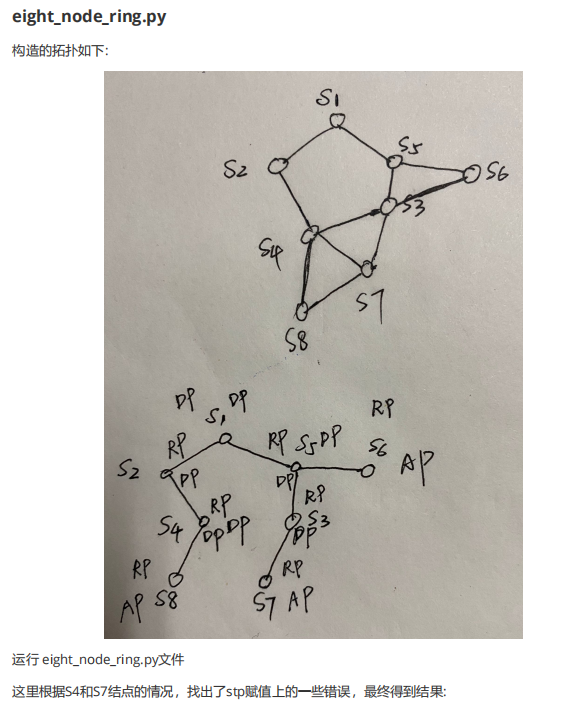 eight_node_ring.py
构造的拓扑如下：
S1
S5
S2
S6
S3
S4
S7
S8
DP DP
RP
S1
RP RP S5 DP S6
S2 DP DP AP
RP RP
S4 DP DP S3
DP
RP RP
AP S8 S7 AP
运行 eight_node_ring.py文件
这里根据S4和S7结点的情况，找出了stp赋值上的一些错误，最终得到结果: